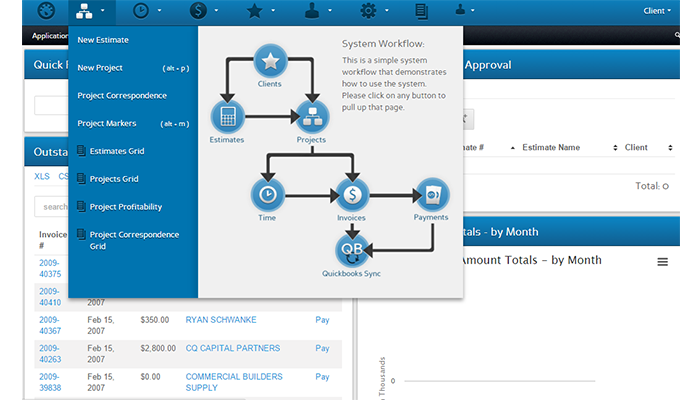 Client
Application
Quick
Approval
New Estimate
New Project ( alt - p )
Project Correspondence
Project Markers ( alt - m )
Estimates Grid
Projects Grid
Project Profitability
Project Correspondence
Grid
System Workflow:
This is a simple system
workflow that demonstrates
how to use the system.
Please click on any button to
pull up that page.
Clients
Estimates
Projects
Time
$
Invoices
Payments
QB
Quickbooks Sync
Estimate Name
Client
Total: 0
Outsta
XLS
search
Invoice
#
2009-
40375
2009-
40410
2007
2009-
40367
Feb 15,
2007
$350.00
RYAN SCHWANKE
Pay
2009-
40263
Feb 15,
2007
$2,800.00
CQ CAPITAL PARTNERS
Pay
2009-
39838
Feb 15,
2007
$0.00
COMMERCIAL BUILDERS
SUPPLY
Pay
tals - by Month
Amount Totals - by Month
Thousands
0